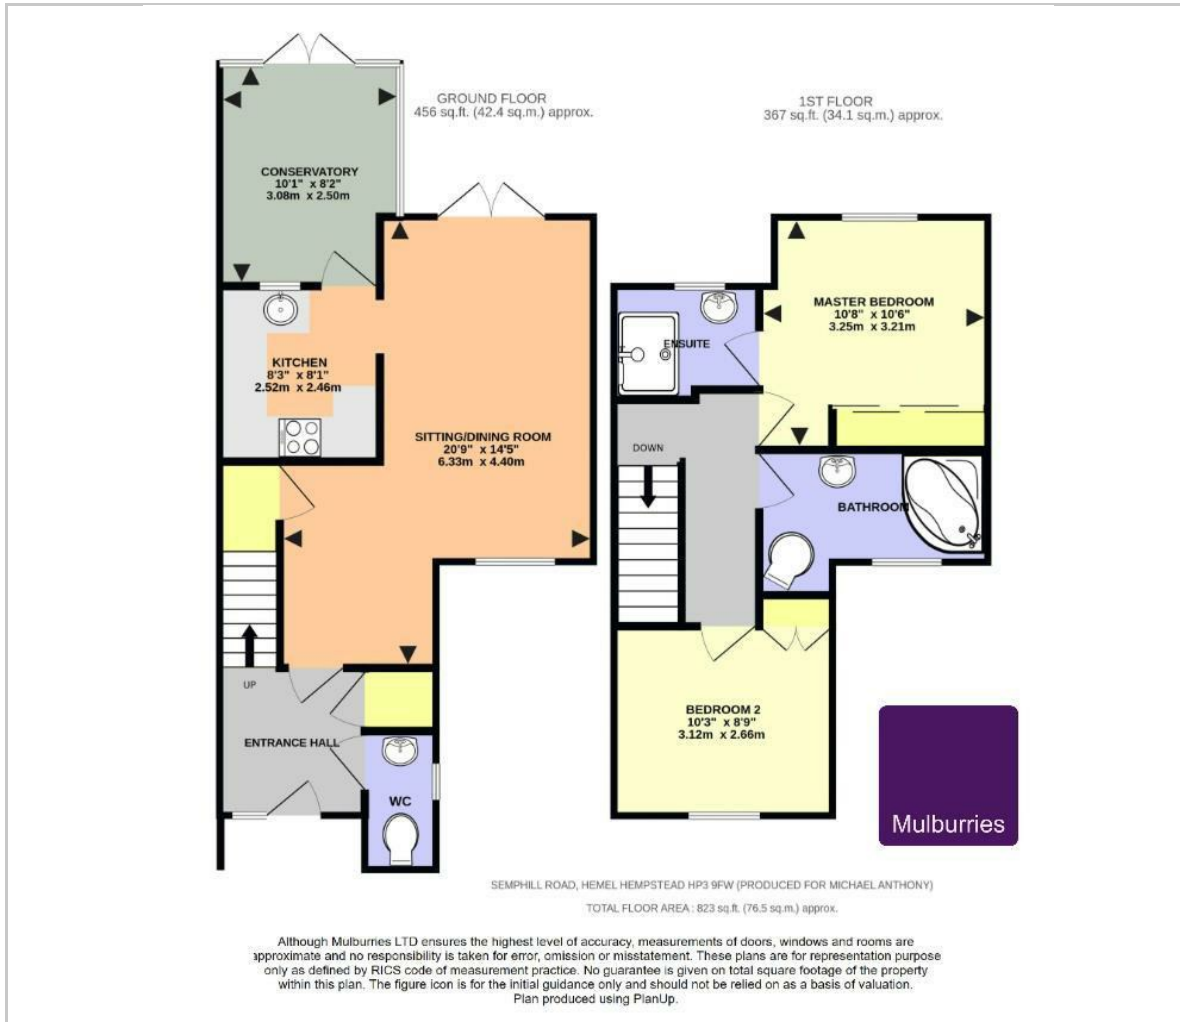 GROUND FLOOR
456 sq.ft. (42.4 sq.m.) approx.
1ST FLOOR
367 sq.ft. (34.1 sq.m.) approx.
CONSERVATORY
10'1" x 8'2"
3.08m x 2.50m
KITCHEN
8'3" x 8'1"
2.52m x 2.46m
SITTING/DINING ROOM
20'9" x 14'5"
6.33m x 4.40m
UP
ENTRANCE HALL
WC
MASTER BEDROOM
10'8" x 10'6"
3.25m x 3.21m
ENSUITE
DOWN
BATHROOM
BEDROOM 2
10'3" x 8'9"
3.12m x 2.66m
Mulburries
SEMPHILL ROAD, HEMEL HEMPSTEAD HP3 9FW (PRODUCED FOR MICHAEL ANTHONY)
TOTAL FLOOR AREA : 823 sq.ft. (76.5 sq.m.) approx.
Although Mulburries LTD ensures the highest level of accuracy, measurements of doors, windows and rooms are
approximate and no responsibility is taken for error, omission or misstatement. These plans are for representation purpose
only as defined by RICS code of measurement practice. No guarantee is given on total square footage of the property
within this plan. The figure icon is for the initial guidance only and should not be relied on as a basis of valuation.
Plan produced using PlanUp.